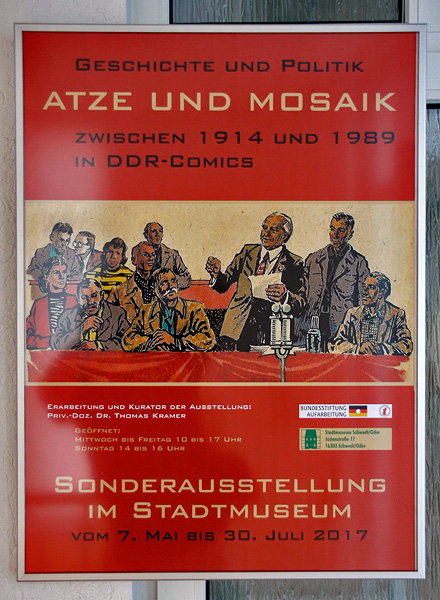 Geschichte und Politik
ATZE UND MOSAIK
zwischen 1914 und 1989
in DDR-Comics
Erarbeitung und Kurator der Ausstellung:
Priv.-Doz. Dr. Thomas Kramer
Geöffnet:
Mittwoch bis Freitag 10 bis 17 Uhr
Sonntag 14 bis 16 Uhr
BUNDESSTIFTUNG
AUFARBEITUNG
Stadtmuseum Schwedt/Oder
Jüdenstraße 17
16303 Schwedt/Oder
Sonderausstellung
im Stadtmuseum
vom 7. Mai bis 30. Juli 2017